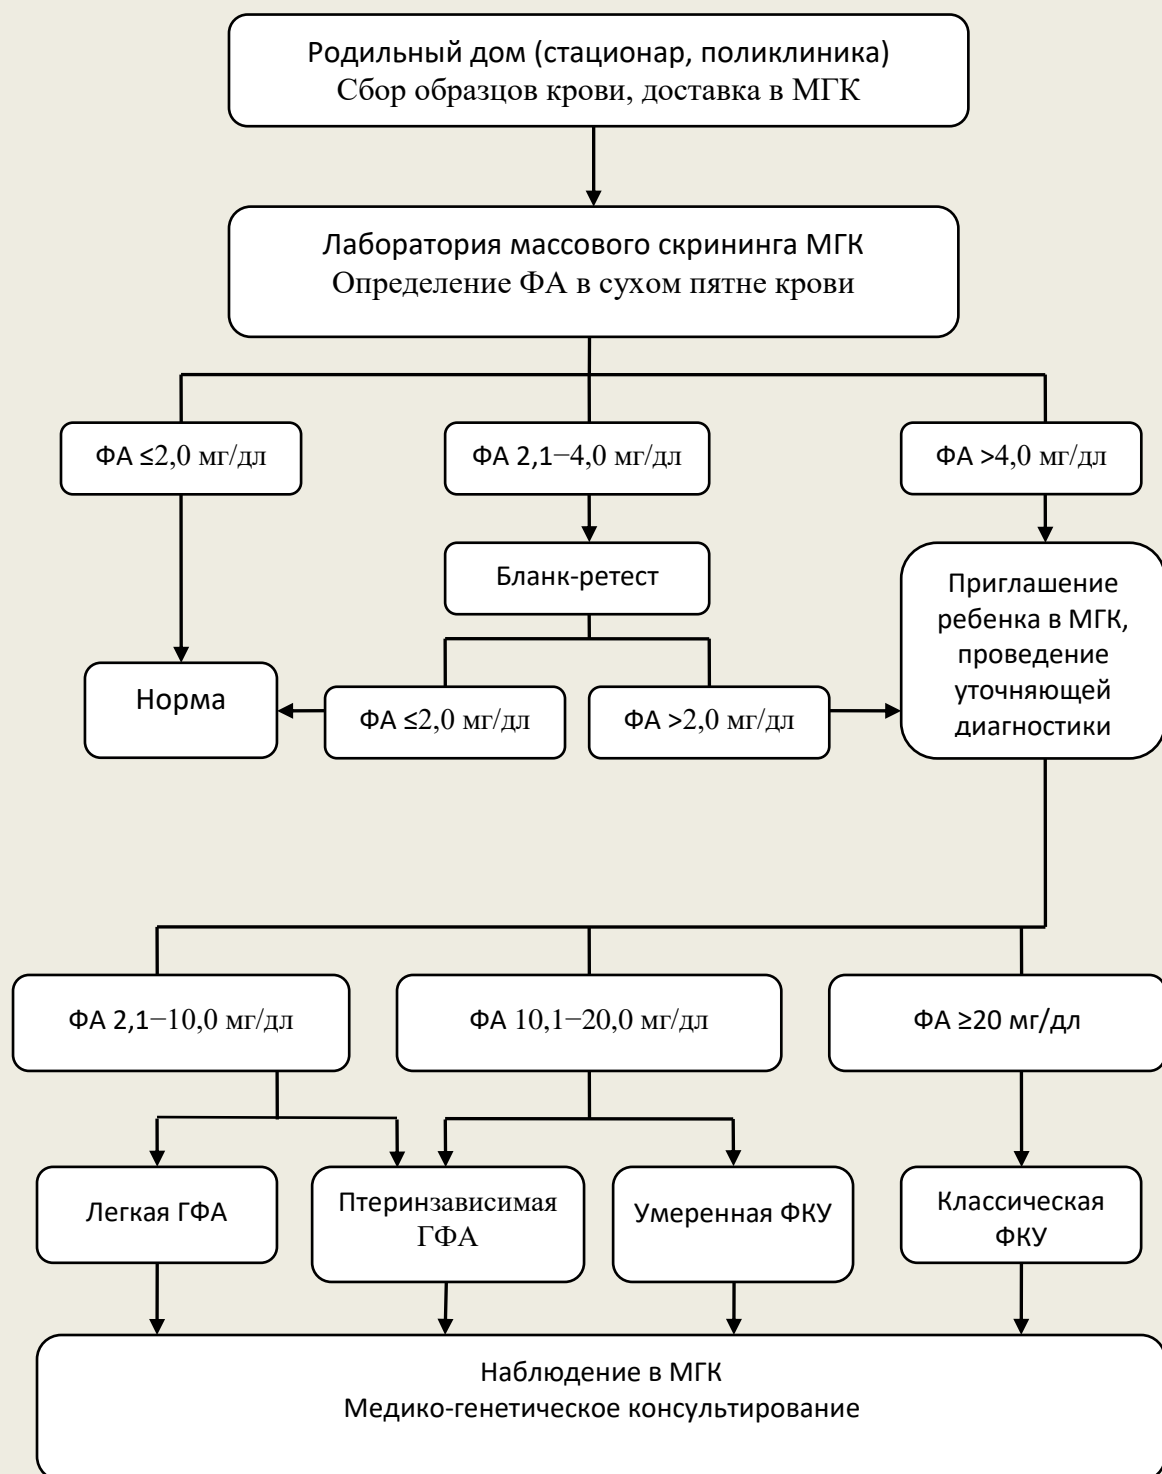 Родильный дом (стационар, поликлиника)
Сбор образцов крови, доставка в МГК
Лаборатория массового скрининга МГК
Определение ФА в сухом пятне крови
ФА ≤2,0 мг/дл
ФА 2,1−4,0 мг/дл
ФА >4,0 мг/дл
Бланк-ретест
Приглашение
ребенка в МГК,
проведение
уточняющей
диагностики
Норма
ФА ≤2,0 мг/дл
ФА >2,0 мг/дл
ФА 2,1−10,0 мг/дл
ФА 10,1−20,0 мг/дл
ФА ≥20 мг/дл
Легкая ГФА
Птеринзависимая
ГФА
Умеренная ФКУ
Классическая
ФКУ
Наблюдение в МГК
Медико-генетическое консультирование